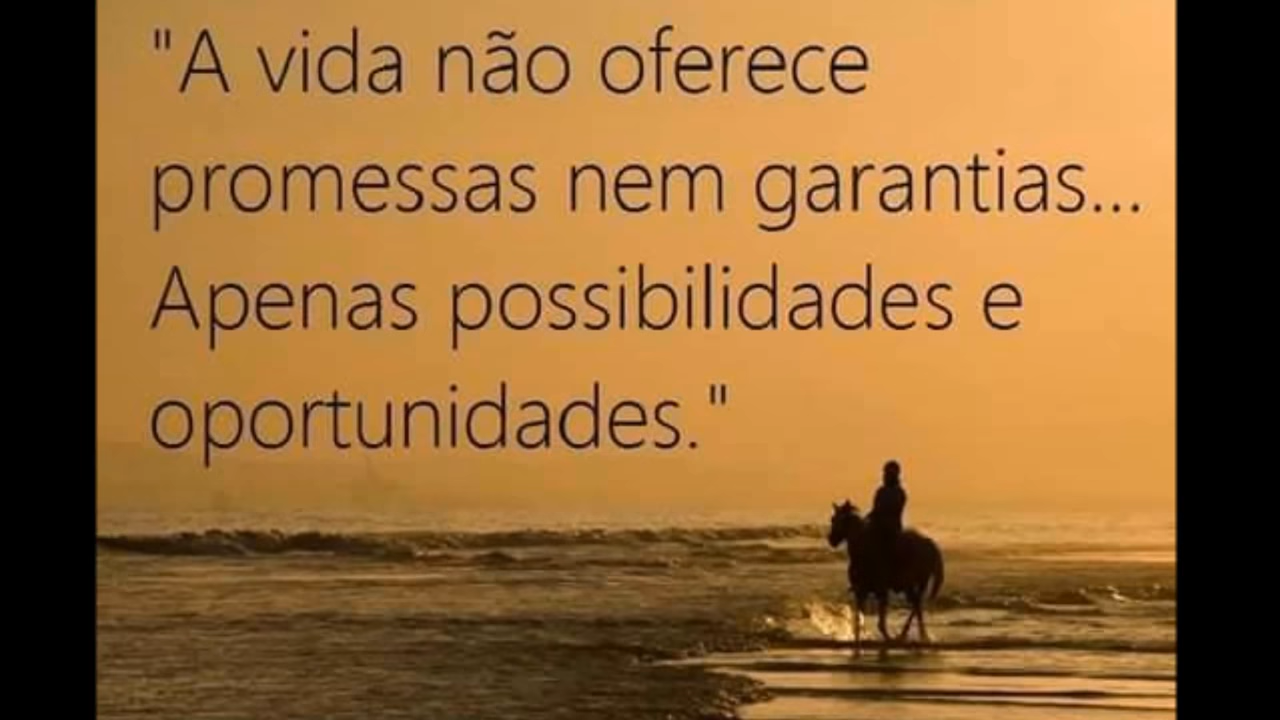 "A vida não oferece
promessas nem garantias...
Apenas possibilidades e
oportunidades."